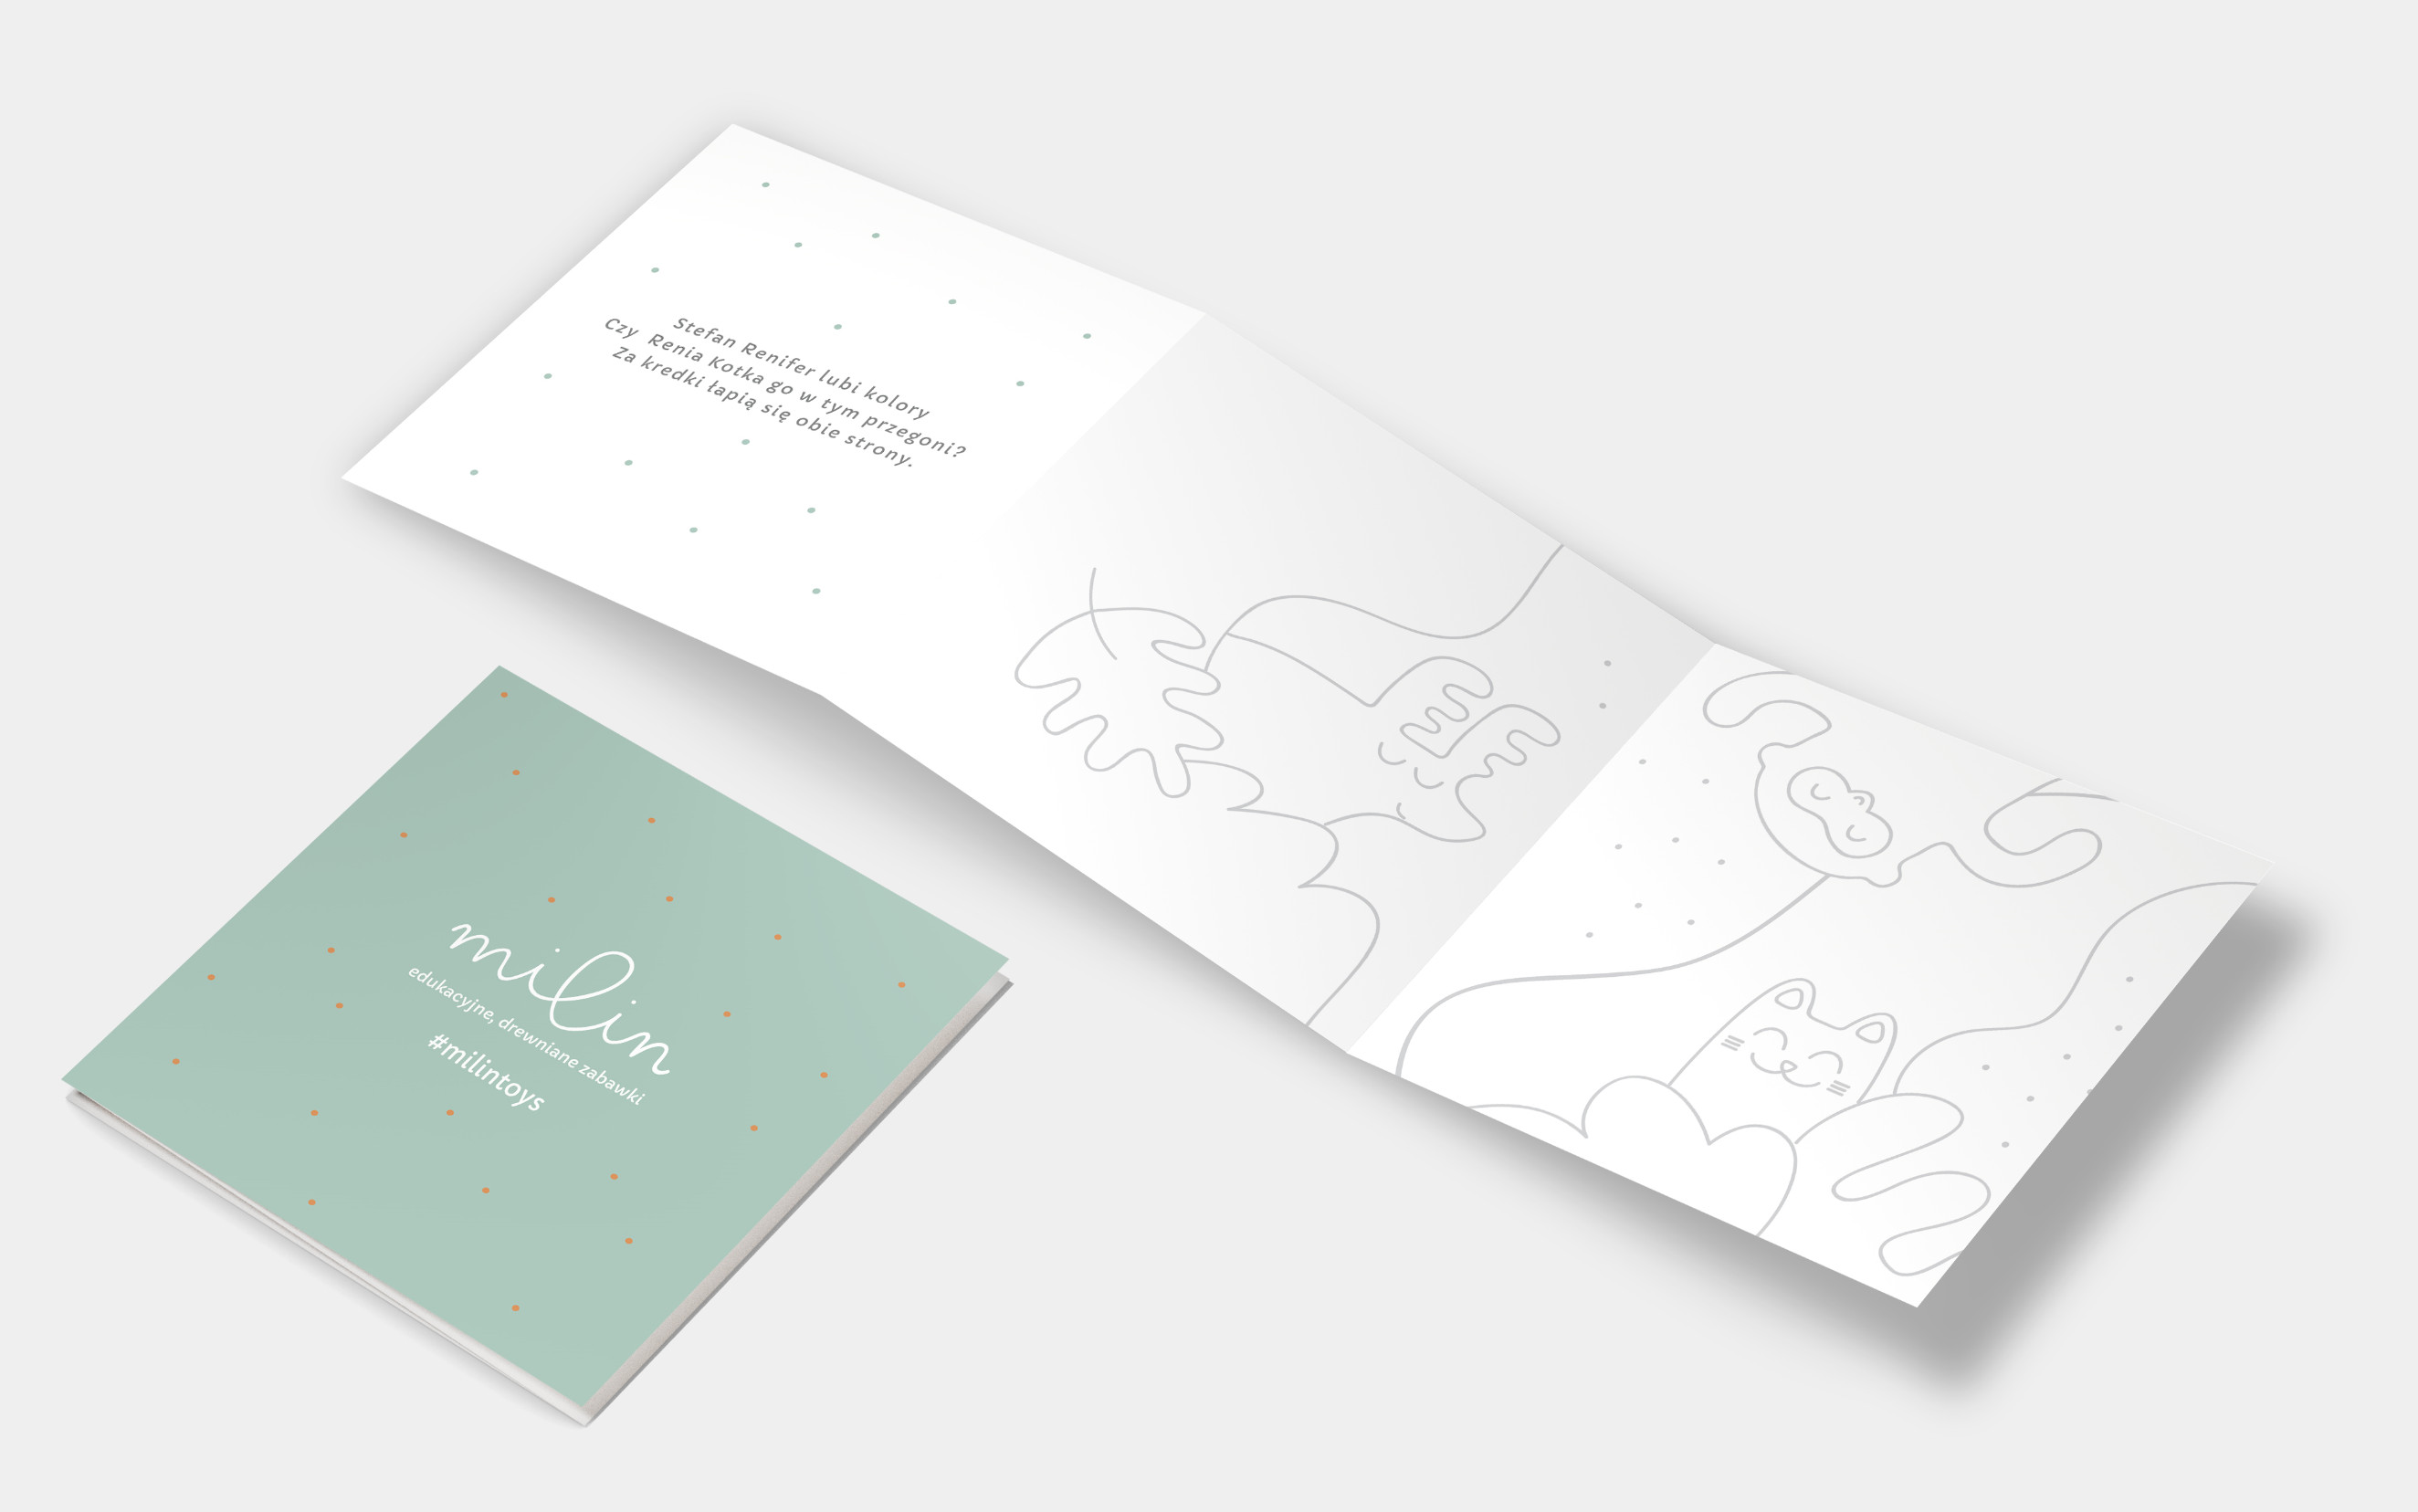 Stefan Renifer lubi kolory
Czy Renia Kotka go w tym przegoni?
Za kredki łapią się obie strony.
milin
edukacyjne, drewniane zabawki
#milintoys